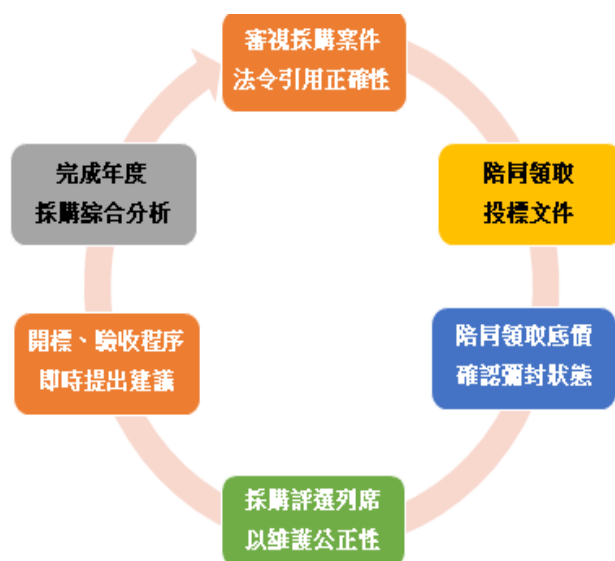 審視採購案件
法令引用正確性
陪同領取
投標文件
陪同領取底價
確認彌封狀態
採購評選列席
以維護公正性
開標、驗收程序
即時提出建議
完成年度
採購綜合分析